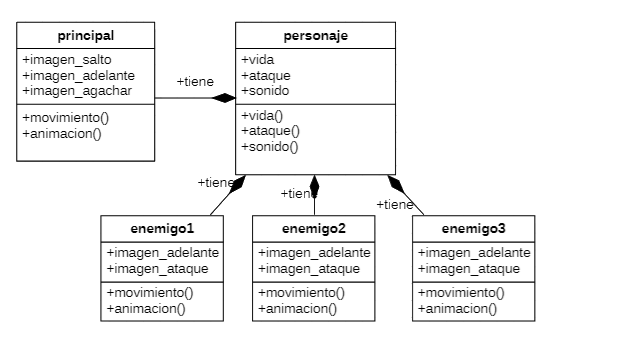 principal
+imagen_salto
+imagen_adelante
+imagen_agachar
+movimiento()
+animacion()
+tiene
personaje
+vida
+ataque
+sonido
+vida()
+ataque()
+sonido()
+tiene
+tiene
+tiene
enemigo1
+imagen_adelante
+imagen_ataque
+movimiento()
+animacion()
enemigo2
+imagen_adelante
+imagen_ataque
+movimiento()
+animacion()
enemigo3
+imagen_adelante
+imagen_ataque
+movimiento()
+animacion()